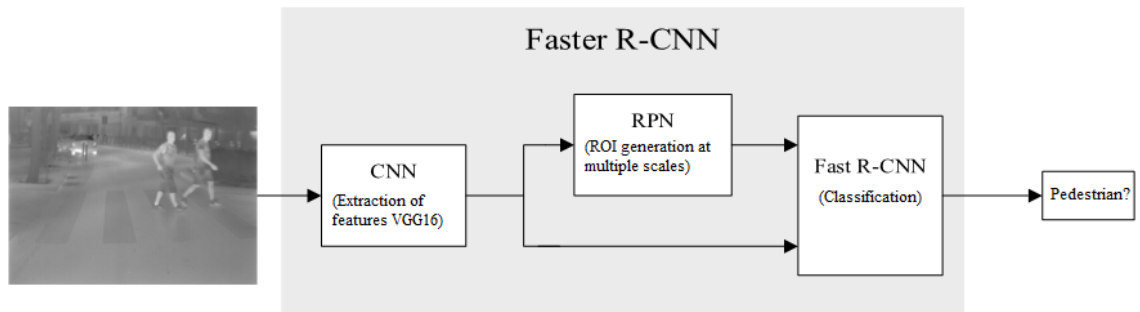 Faster R-CNN
CNN
(Extraction of
features VGG16)
RPN
(ROI generation at
multiple scales)
Fast R-CNN
(Classification)
Pedestrian?